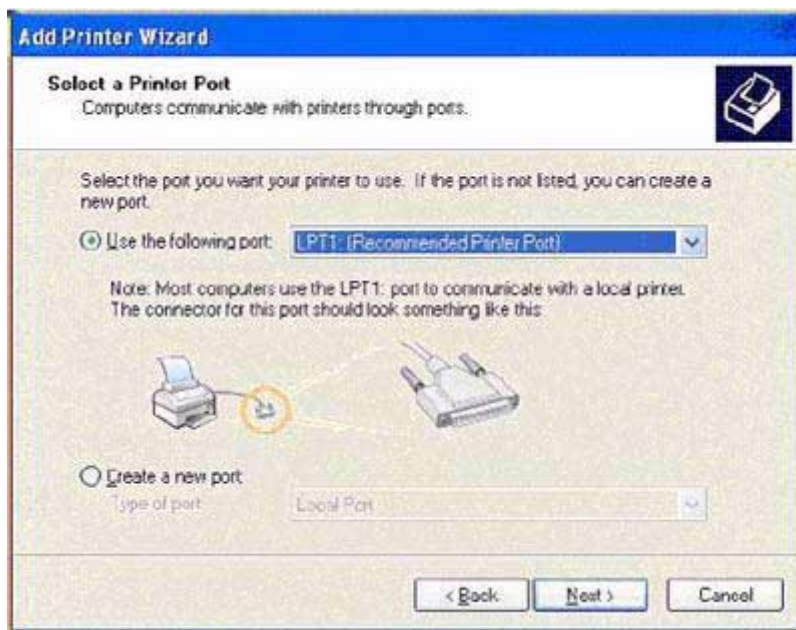 Add Printer Wizard
Select a Printer Port
Computers communicate with printers through ports.
Select the port you want your printer to use. If the port is not listed, you can create a
new port.
Use the following port:
LPT1: (Recommended Printer Port)
Note: Most computers use the LPT1: port to communicate with a local printer.
The connector for this port should look something like this:
Create a new port:
Type of port:
Local Port
< Back
Next >
Cancel